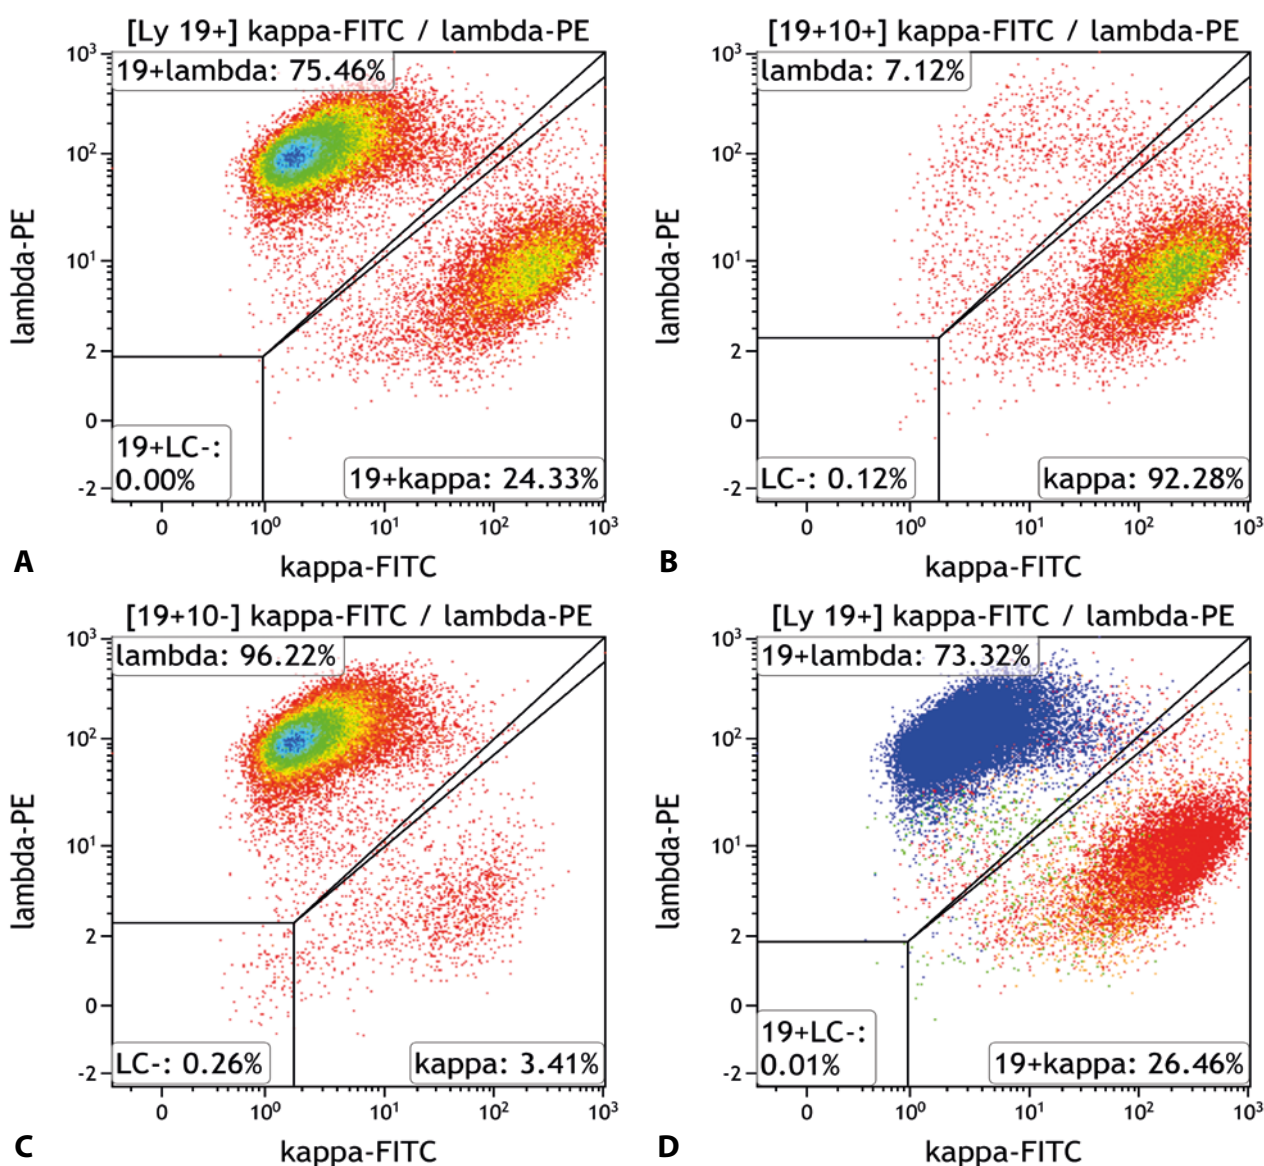 [Ly 19+] kappa-FITC / lambda-PE
10³
19+lambda: 75.46%
10²
lambda-PE
10¹
2
0
19+LC-:
0.00%
19+kappa: 24.33%
-2
0
10⁰
10¹
10²
10³
A
kappa-FITC
[19+10+] kappa-FITC / lambda-PE
10³
lambda: 7.12%
10²
lambda-PE
10¹
2
0
LC-: 0.12%
kappa: 92.28%
-2
0
10⁰
10¹
10²
10³
B
kappa-FITC
[19+10-] kappa-FITC / lambda-PE
10³
lambda: 96.22%
10²
lambda-PE
10¹
2
0
LC-: 0.26%
kappa: 3.41%
-2
0
10⁰
10¹
10²
10³
C
kappa-FITC
[Ly 19+] kappa-FITC / lambda-PE
10³
19+lambda: 73.32%
10²
lambda-PE
10¹
2
0
19+LC-:
0.01%
19+kappa: 26.46%
-2
0
10⁰
10¹
10²
10³
D
kappa-FITC